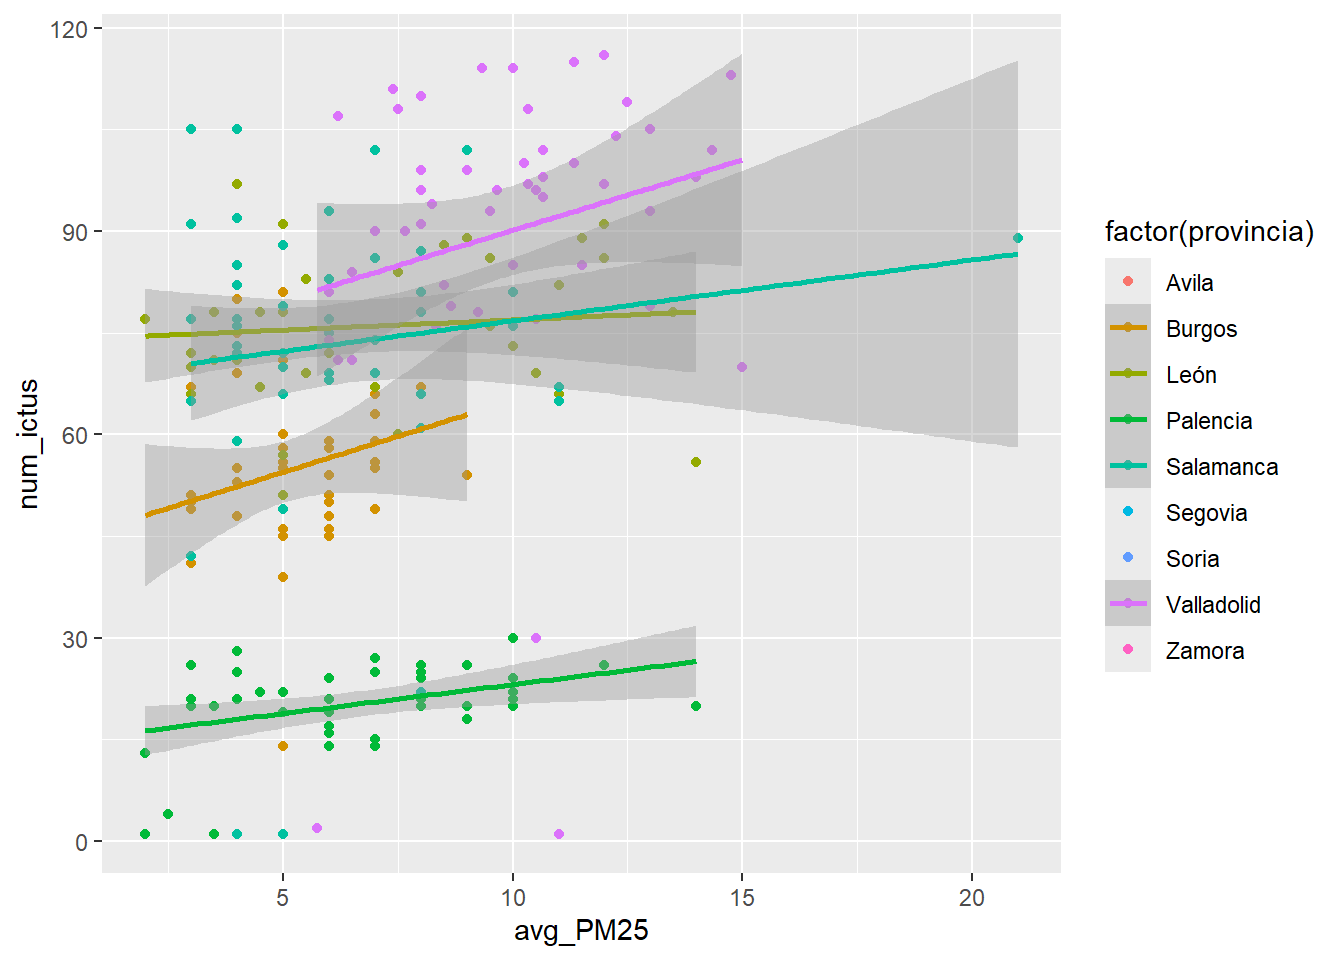 120
90
60
30
0
num_ictus
5
10
15
20
avg_PM25
factor(provincia)
Avila
Burgos
León
Palencia
Salamanca
Segovia
Soria
Valladolid
Zamora